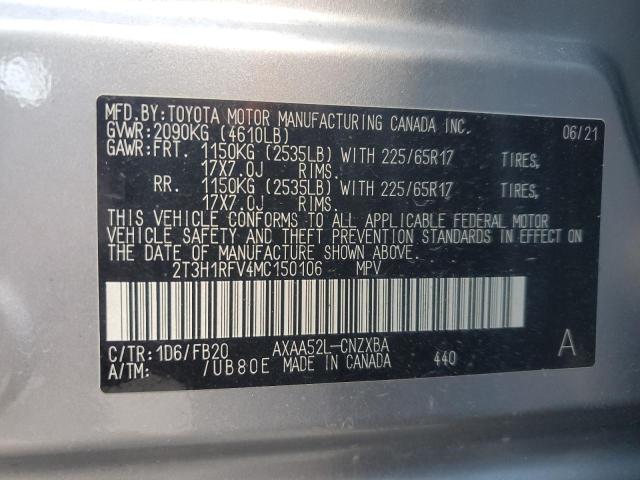 MFD.BY:TOYOTA MOTOR MANUFACTURING CANADA INC.
GVWR:2090KG (4610LB) 06/21
GAWR:FRT. 1150KG (2535LB) WITH 225/65R17 TIRES,
17X7.0J RIMS.
RR. 1150KG (2535LB) WITH 225/65R17 TIRES,
17X7.0J RIMS.
THIS VEHICLE CONFORMS TO ALL APPLICABLE FEDERAL MOTOR
VEHICLE SAFETY AND THEFT PREVENTION STANDARDS IN EFFECT ON
THE DATE OF MANUFACTURE SHOWN ABOVE.
2T3H1RFV4MC150106 MPV
C/TR:1D6/FB20 AXAA52L-CNZXBA A
A/TM: /UB80E MADE IN CANADA 440